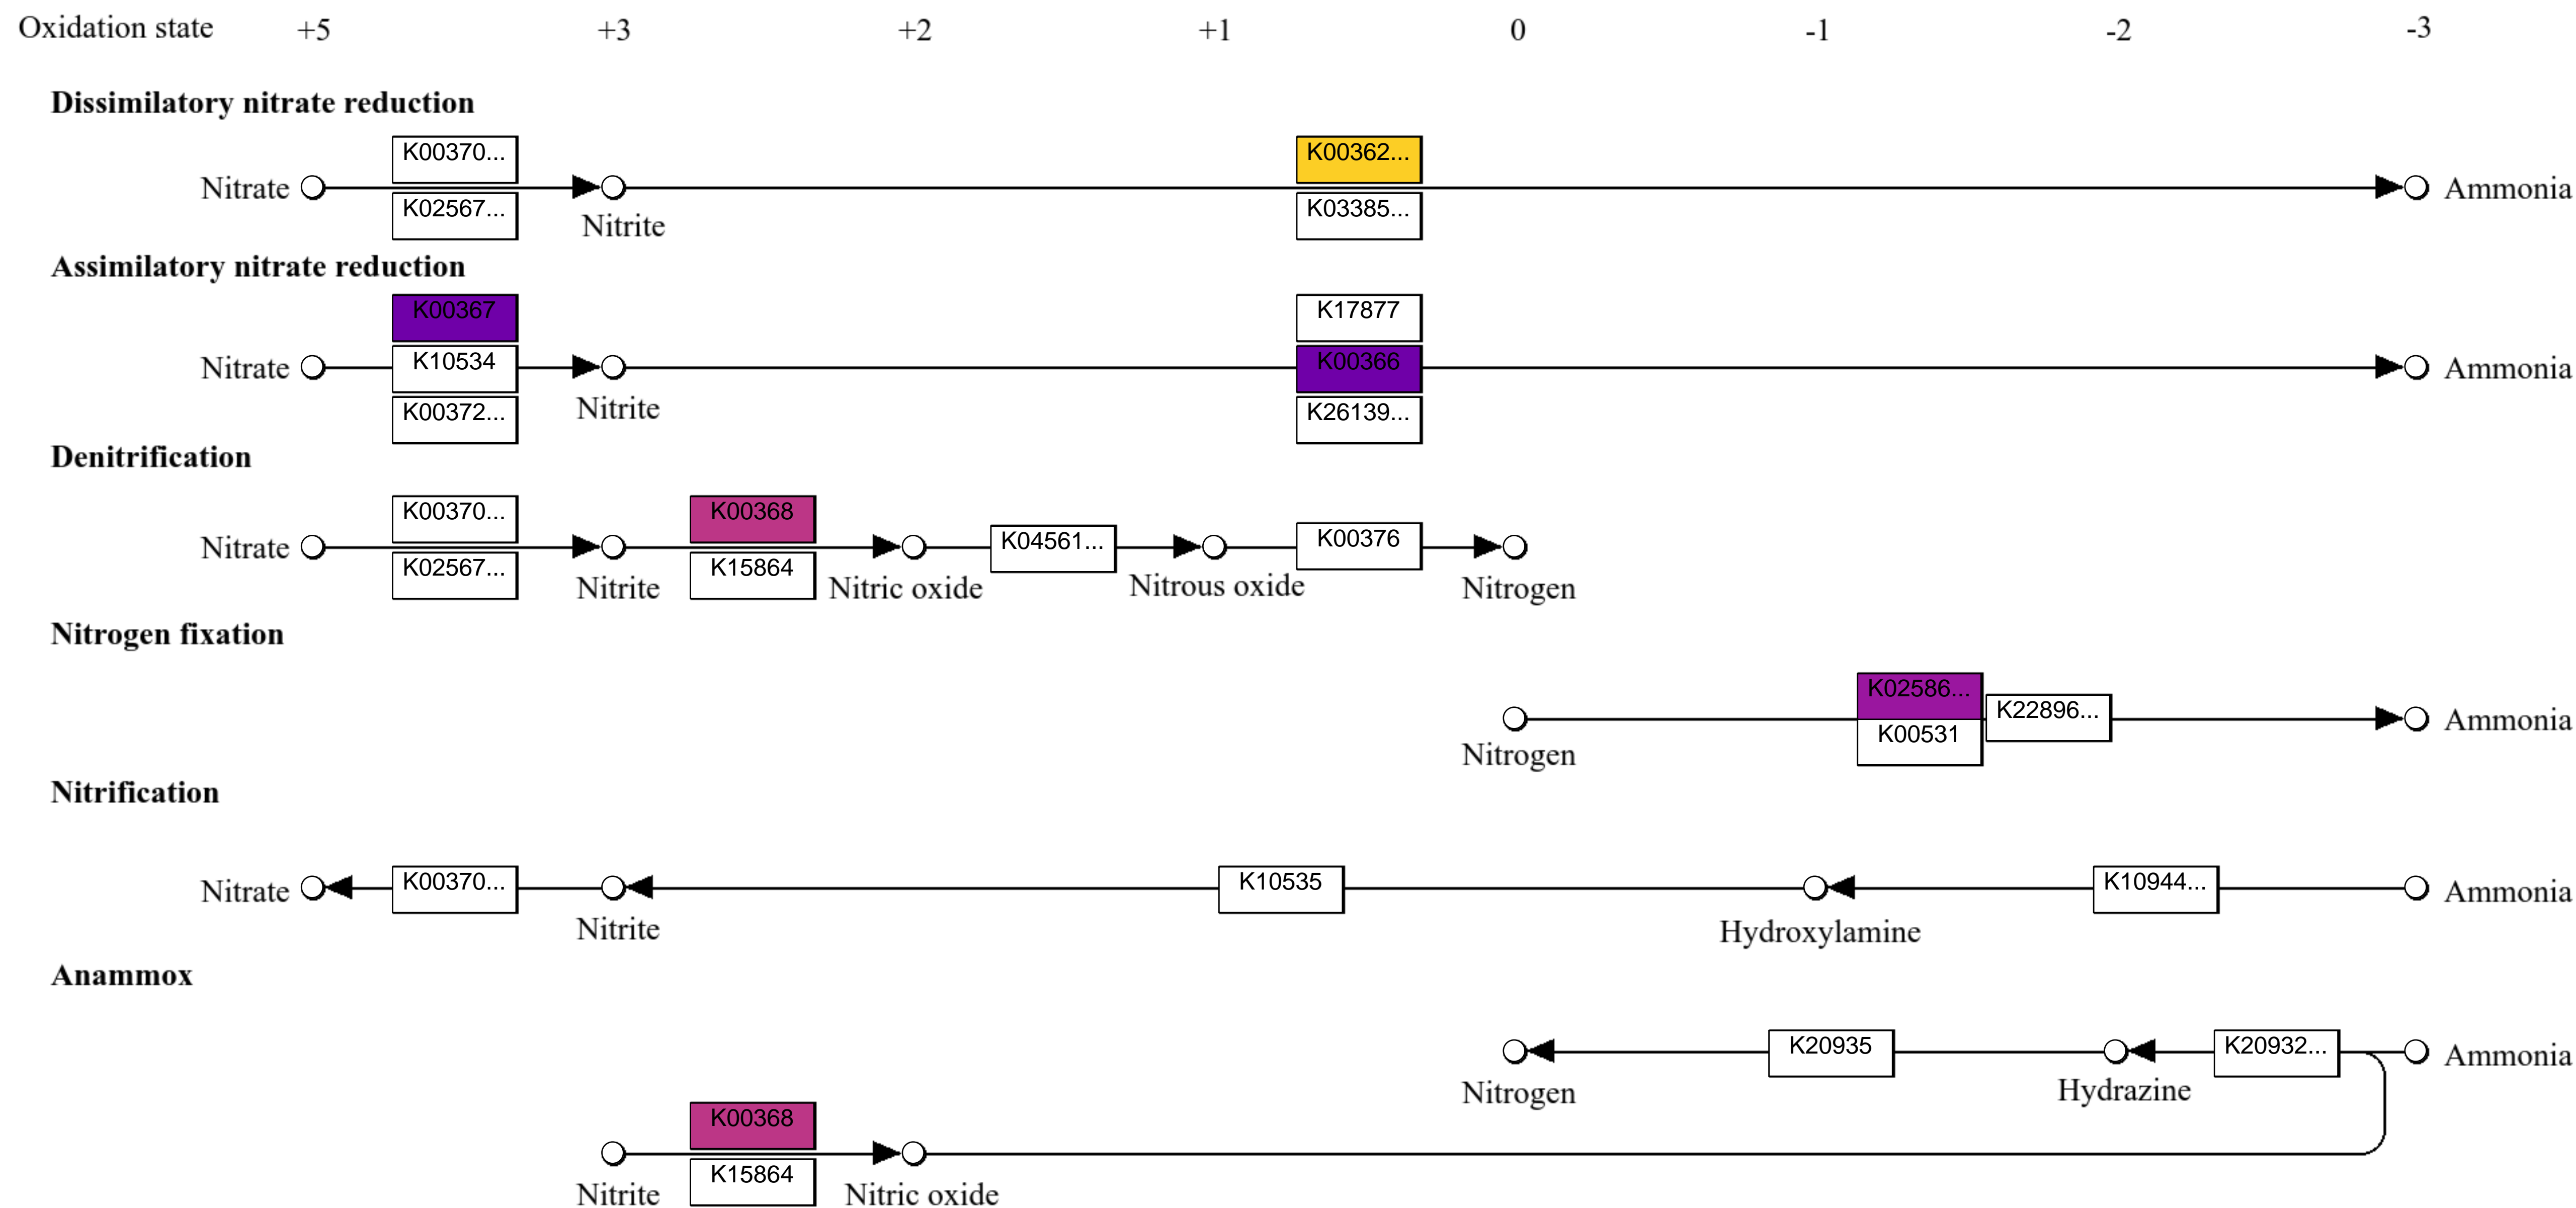 Oxidation state +5 +3 +2 +1 0 -1 -2 -3
Dissimilatory nitrate reduction
K00370... K00362...
Nitrate Ammonia
K02567... K03385...
Nitrite
Assimilatory nitrate reduction
K00367 K17877
Nitrate K10534 K00366 Ammonia
K00372... Nitrite K26139...
Denitrification
K00370... K00368
Nitrate K04561... K00376
K02567... K15864
Nitrite Nitric oxide Nitrous oxide Nitrogen
Nitrogen fixation
K02586... K22896...
K00531 Ammonia
Nitrogen
Nitrification
Nitrate K00370... K10535 K10944... Ammonia
Nitrite Hydroxylamine
Anammox
K20935 K20932... Ammonia
Nitrogen Hydrazine
K00368
K15864
Nitrite Nitric oxide